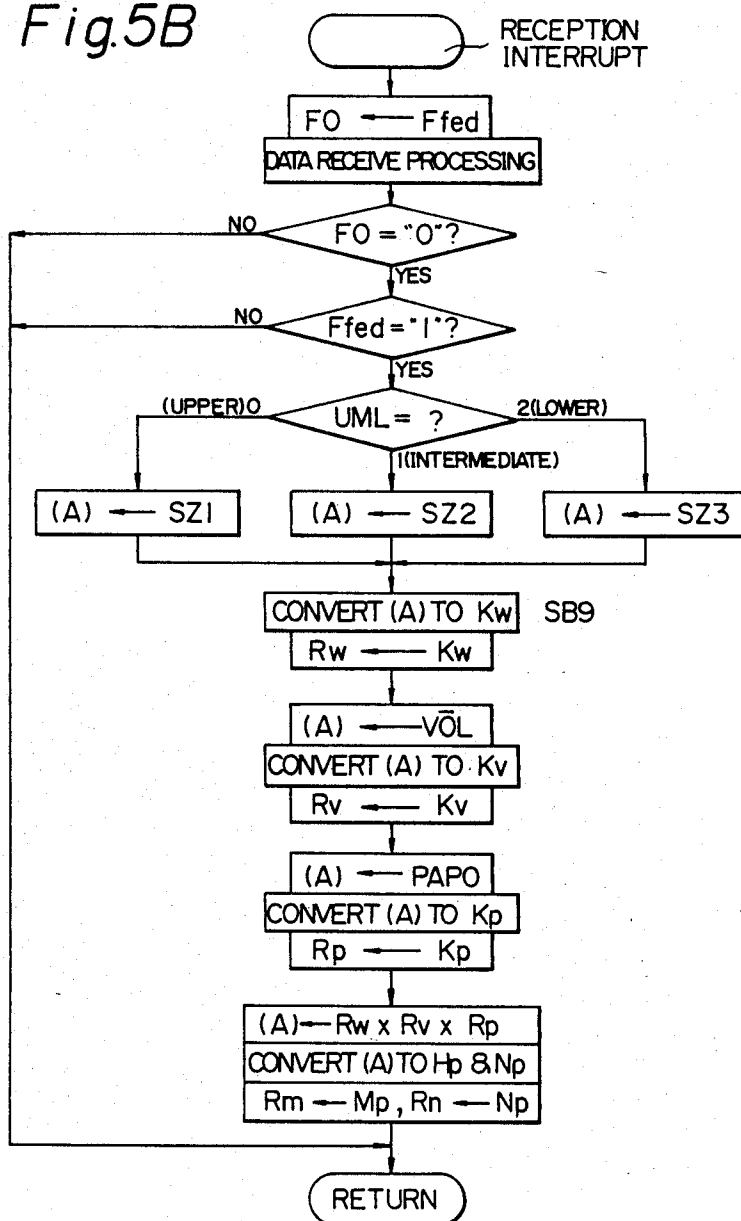 Fig.5B
RECEPTION
INTERRUPT
FO ← Ffed
DATA RECEIVE PROCESSING
NO
FO = "O"?
YES
NO
Ffed = "1"?
YES
(UPPER)0
UML = ?
2(LOWER)
1(INTERMEDIATE)
(A) ← SZ1
(A) ← SZ2
(A) ← SZ3
CONVERT (A) TO Kw
SB9
Rw ← Kw
(A) ← VŌL
CONVERT (A) TO Kv
Rv ← Kv
(A) ← PAPO
CONVERT (A) TO Kp
Rp ← Kp
(A) ← Rw x Rv x Rp
CONVERT (A) TO Hp & Np
Rm ← Mp, Rn ← Np
RETURN